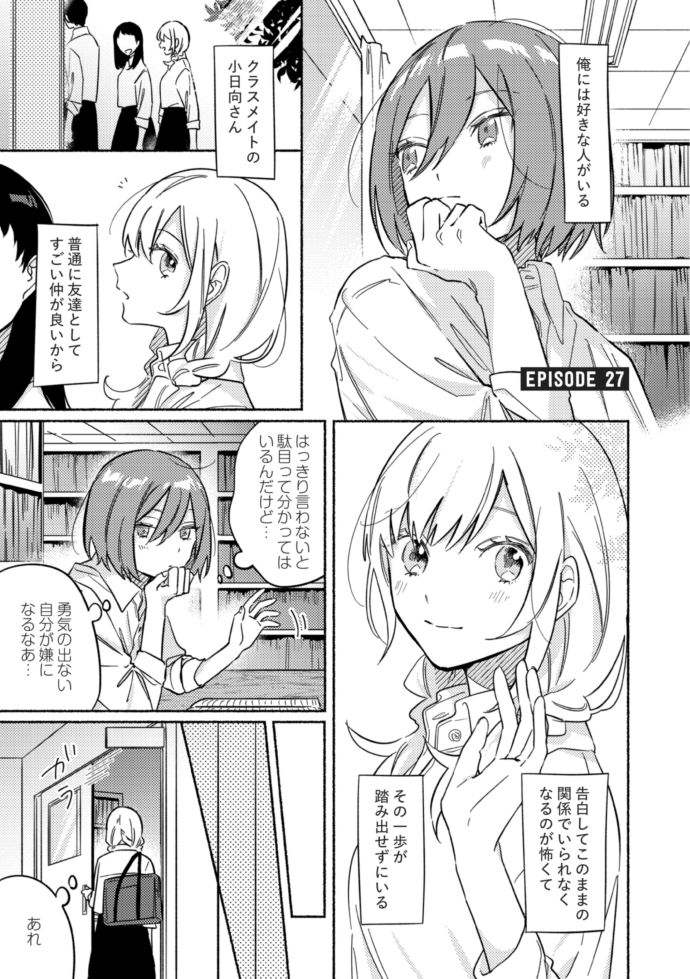 俺には好きな人がいる
EPISODE 27
クラスメイトの
小日向さん
普通に友達として
すごい仲が良いから
告白してこのままの
関係でいられなく
なるのが怖くて
その一歩が
踏み出せずにいる
はっきり言わないと
駄目って分かっては
いるんだけど…
勇気の出ない
自分が嫌に
なるなあ…
ガラ
あれ